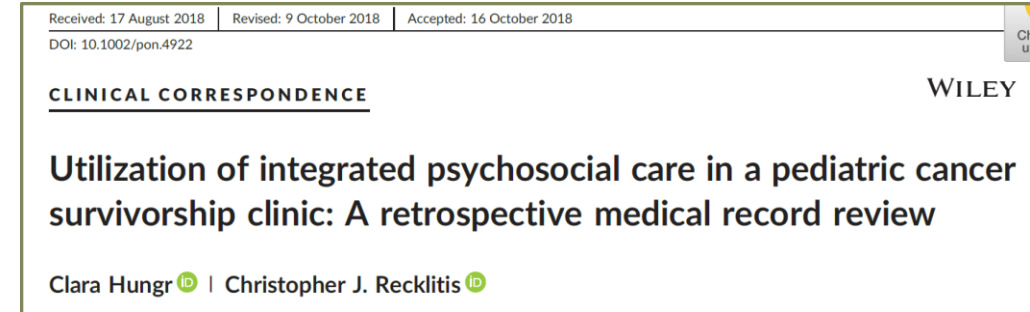 Received: 17 August 2018 | Revised: 9 October 2018 | Accepted: 16 October 2018
DOI: 10.1002/pon.4922
CLINICAL CORRESPONDENCE
WILEY
Utilization of integrated psychosocial care in a pediatric cancer
survivorship clinic: A retrospective medical record review
Clara Hungr iD | Christopher J. Recklitis iD